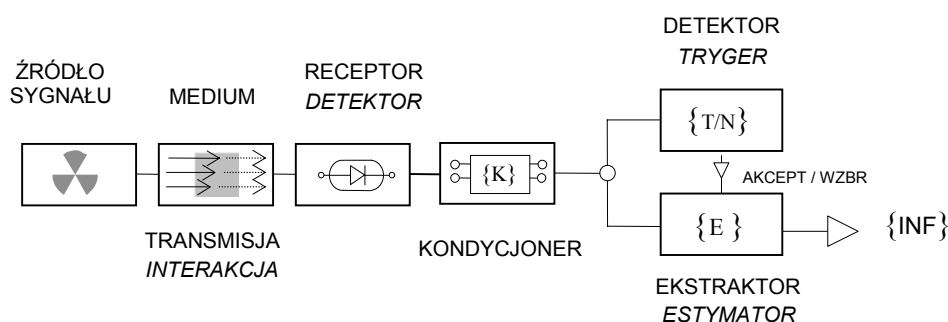 ŹRÓDŁO
SYGNAŁU
MEDIUM
RECEPTOR
DETEKTOR
DETEKTOR
TRYGER
{T/N}
{K}
AKCEPT / WZBR
{E }
{INF}
TRANSMISJA
INTERAKCJA
KONDYCJONER
EKSTRAKTOR
ESTYMATOR